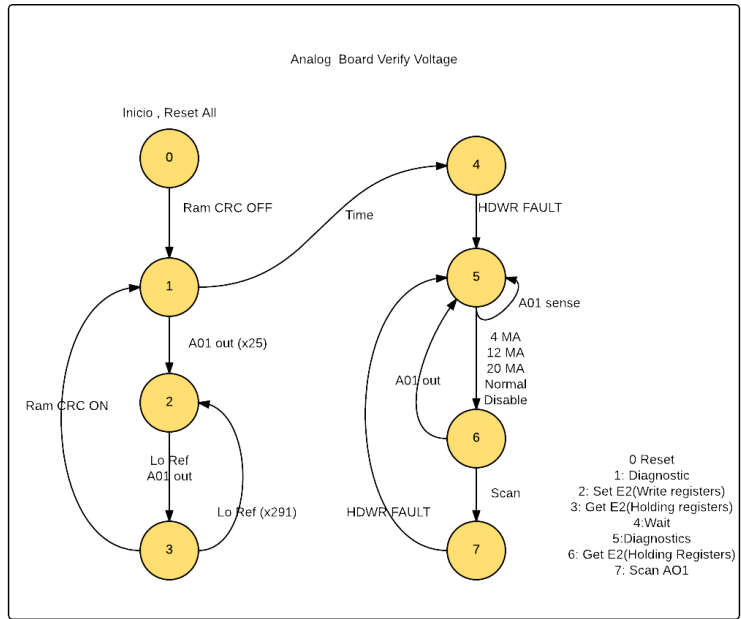 Analog  Board Verify Voltage
Inicio , Reset All
0
Ram CRC OFF
1
A01 out (x25)
Ram CRC ON
2
Lo Ref
A01 out
Lo Ref (x291)
3
Time
4
HDWR FAULT
5
A01 sense
4 MA
12 MA
20 MA
Normal
Disable
A01 out
6
Scan
HDWR FAULT
7
0 Reset
1: Diagnostic
2: Set E2(Write registers)
3: Get E2(Holding registers)
4:Wait
5:Diagnostics
6: Get E2(Holding Registers)
7: Scan AO1